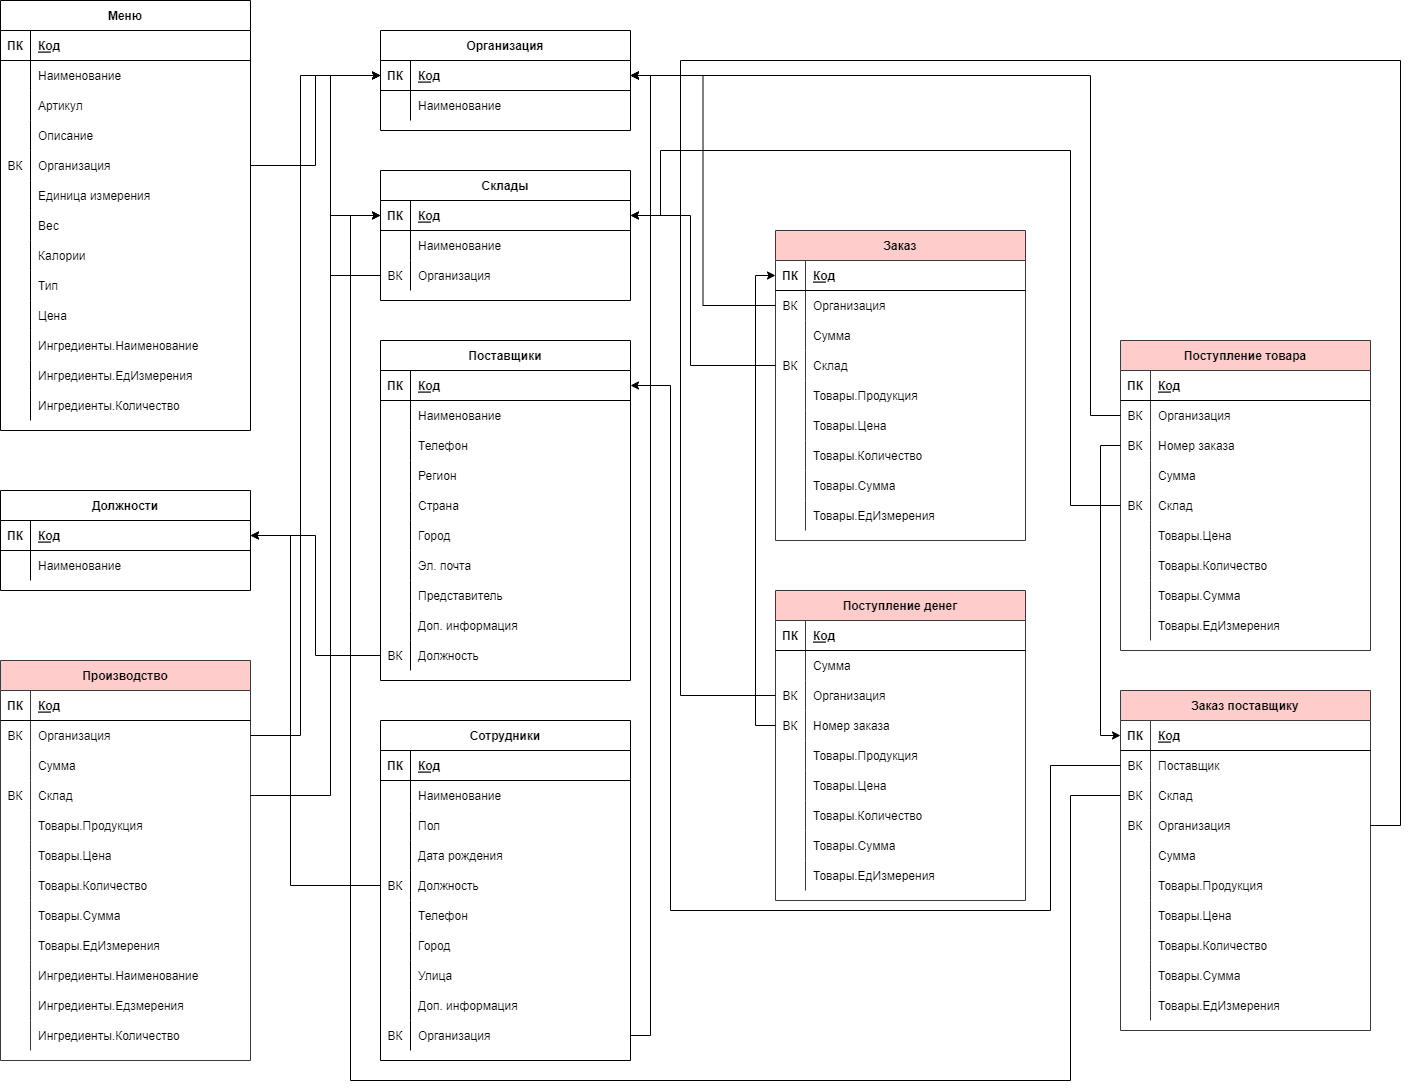 Меню
ПК Код
Наименование
Артикул
Описание
ВК Организация
Единица измерения
Вес
Калории
Тип
Цена
Ингредиенты.Наименование
Ингредиенты.ЕдИзмерения
Ингредиенты.Количество
Должности
ПК Код
Наименование
Производство
ПК Код
ВК Организация
Сумма
ВК Склад
Товары.Продукция
Товары.Цена
Товары.Количество
Товары.Сумма
Товары.ЕдИзмерения
Ингредиенты.Наименование
Ингредиенты.Едзмерения
Ингредиенты.Количество
Организация
ПК Код
Наименование
Склады
ПК Код
Наименование
ВК Организация
Поставщики
ПК Код
Наименование
Телефон
Регион
Страна
Город
Эл. почта
Представитель
Доп. информация
ВК Должность
Сотрудники
ПК Код
Наименование
Пол
Дата рождения
ВК Должность
Телефон
Город
Улица
Доп. информация
ВК Организация
Заказ
ПК Код
ВК Организация
Сумма
ВК Склад
Товары.Продукция
Товары.Цена
Товары.Количество
Товары.Сумма
Товары.ЕдИзмерения
Поступление денег
ПК Код
Сумма
ВК Организация
ВК Номер заказа
Товары.Продукция
Товары.Цена
Товары.Количество
Товары.Сумма
Товары.ЕдИзмерения
Поступление товара
ПК Код
ВК Организация
ВК Номер заказа
Сумма
ВК Склад
Товары.Цена
Товары.Количество
Товары.Сумма
Товары.ЕдИзмерения
Заказ поставщику
ПК Код
ВК Поставщик
ВК Склад
ВК Организация
Сумма
Товары.Продукция
Товары.Цена
Товары.Количество
Товары.Сумма
Товары.ЕдИзмерения